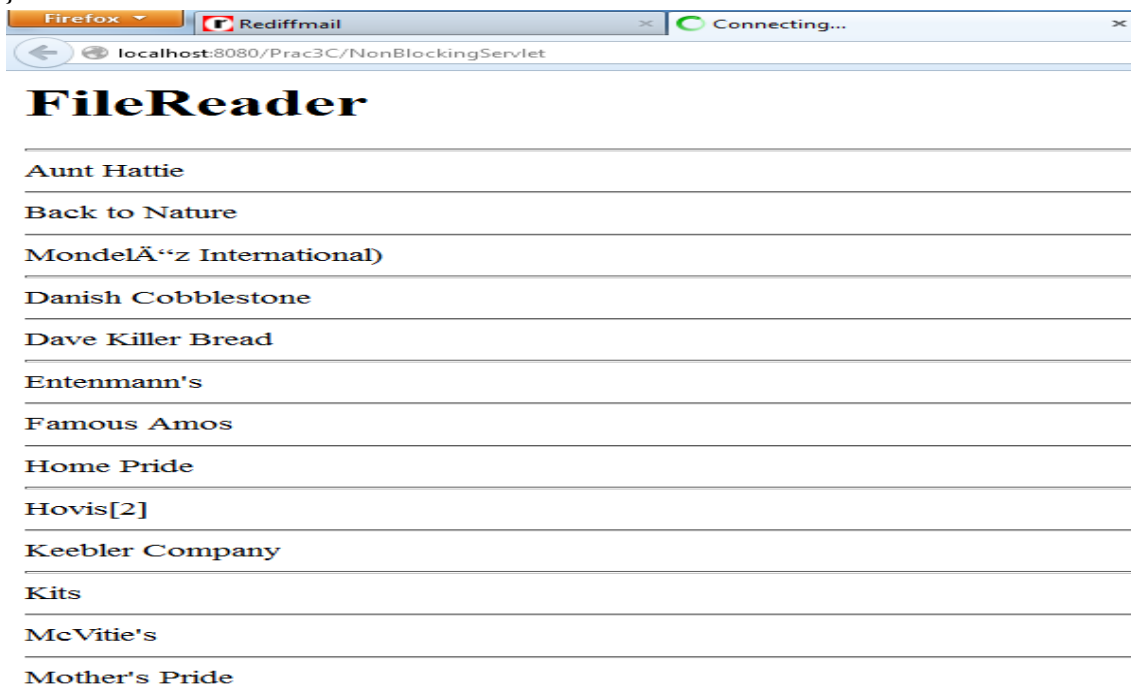 }
Firefox
Rediffmail
Connecting...
localhost:8080/Prac3C/NonBlockingServlet
FileReader
Aunt Hattie
Back to Nature
MondelÄ“z International)
Danish Cobblestone
Dave Killer Bread
Entenmann's
Famous Amos
Home Pride
Hovis[2]
Keebler Company
Kits
McVitie's
Mother's Pride